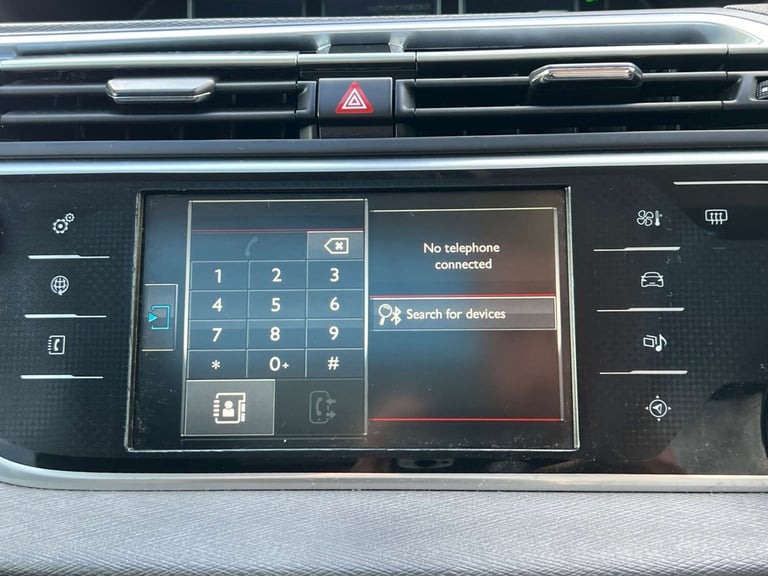 No telephone
connected
1 2 3
4 5 6
Search for devices
7 8 9
* 0+ #